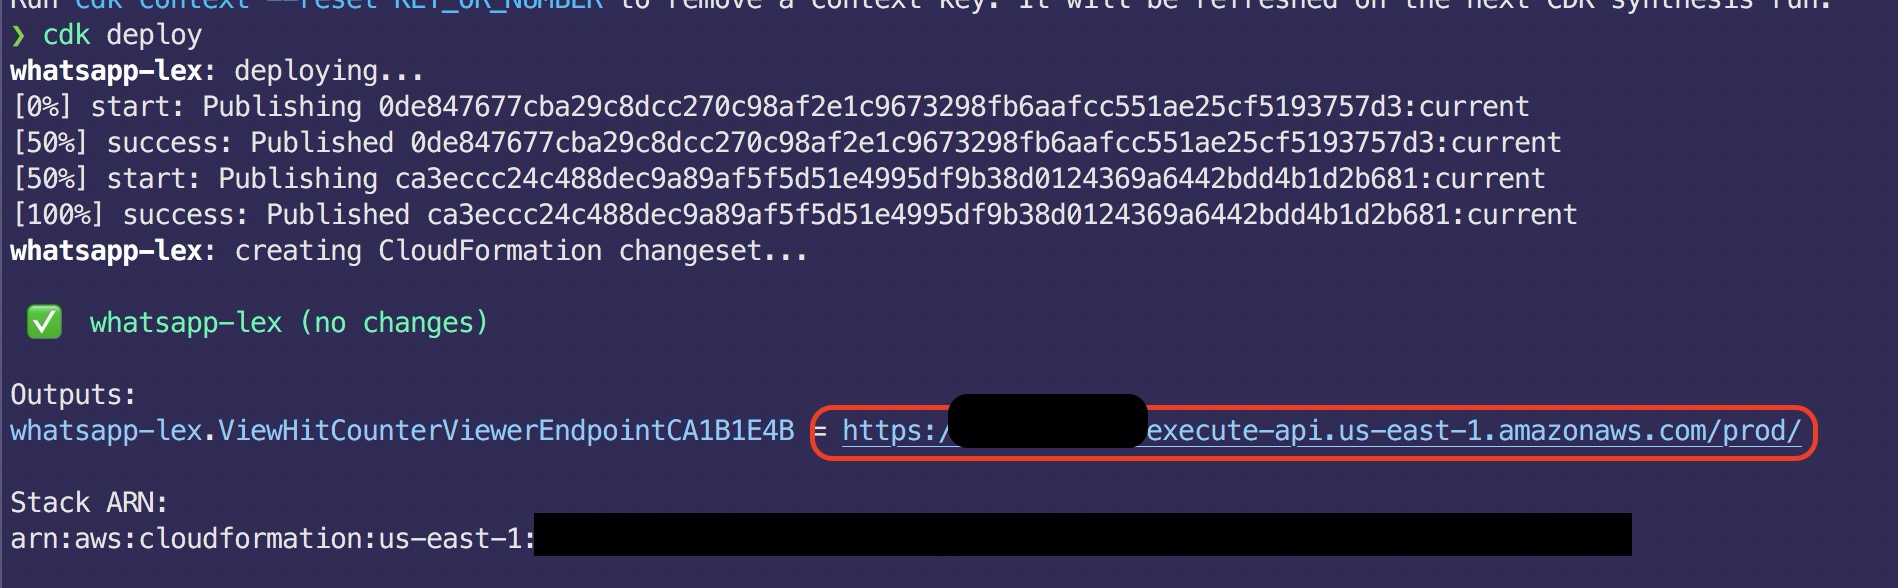 Run cdk context --reset KEY_OR_NUMBER to remove a context key. It will be refreshed on the next CDK synthesis run.
❯ cdk deploy
whatsapp-lex: deploying...
[0%] start: Publishing 0de847677cba29c8dcc270c98af2e1c9673298fb6aafcc551ae25cf5193757d3:current
[50%] success: Published 0de847677cba29c8dcc270c98af2e1c9673298fb6aafcc551ae25cf5193757d3:current
[50%] start: Publishing ca3eccc24c488dec9a89af5f5d51e4995df9b38d0124369a6442bdd4b1d2b681:current
[100%] success: Published ca3eccc24c488dec9a89af5f5d51e4995df9b38d0124369a6442bdd4b1d2b681:current
whatsapp-lex: creating CloudFormation changeset...
✅ whatsapp-lex (no changes)
Outputs:
whatsapp-lex.ViewHitCounterViewerEndpointCA1B1E4B = https:/ execute-api.us-east-1.amazonaws.com/prod/
Stack ARN:
arn:aws:cloudformation:us-east-1: